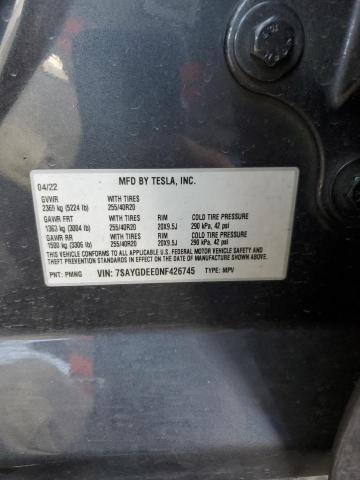 04/22 MFD BY TESLA, INC.
GVWR WITH TIRES
2369 kg (5224 lb) 255/40R20
GAWR FRT WITH TIRES RIM COLD TIRE PRESSURE
1363 kg (3004 lb) 255/40R20 20X9.5J 290 kPa, 42 psi
GAWR RR WITH TIRES RIM COLD TIRE PRESSURE
1500 kg (3306 lb) 255/40R20 20X9.5J 290 kPa, 42 psi
THIS VEHICLE CONFORMS TO ALL APPLICABLE U.S. FEDERAL MOTOR VEHICLE
SAFETY, BUMPER, AND THEFT PREVENTION STANDARDS IN EFFECT ON THE
DATE OF MANUFACTURE SHOWN ABOVE.
PNT: PMNG VIN: 7SAYGDEE0NF426745 TYPE: MPV